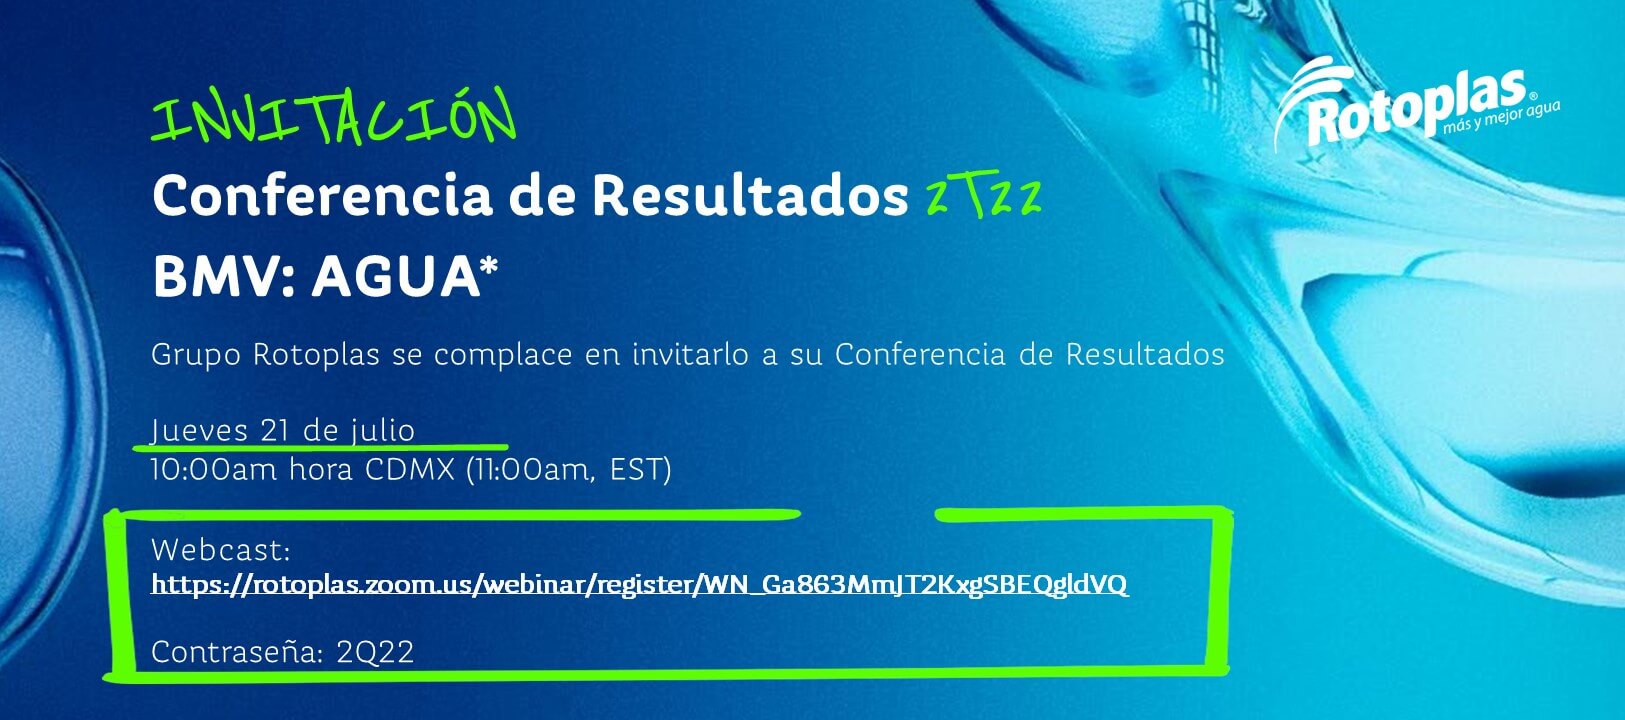 INVITACIÓN
Rotoplas®
más y mejor agua
Conferencia de Resultados 2T22
BMV: AGUA*
Grupo Rotoplas se complace en invitarlo a su Conferencia de Resultados
Jueves 21 de julio
10:00am hora CDMX (11:00am, EST)
Webcast:
https://rotoplas.zoom.us/webinar/register/WN_Ga863MmJT2KxgSBEQgldVQ
Contraseña: 2Q22